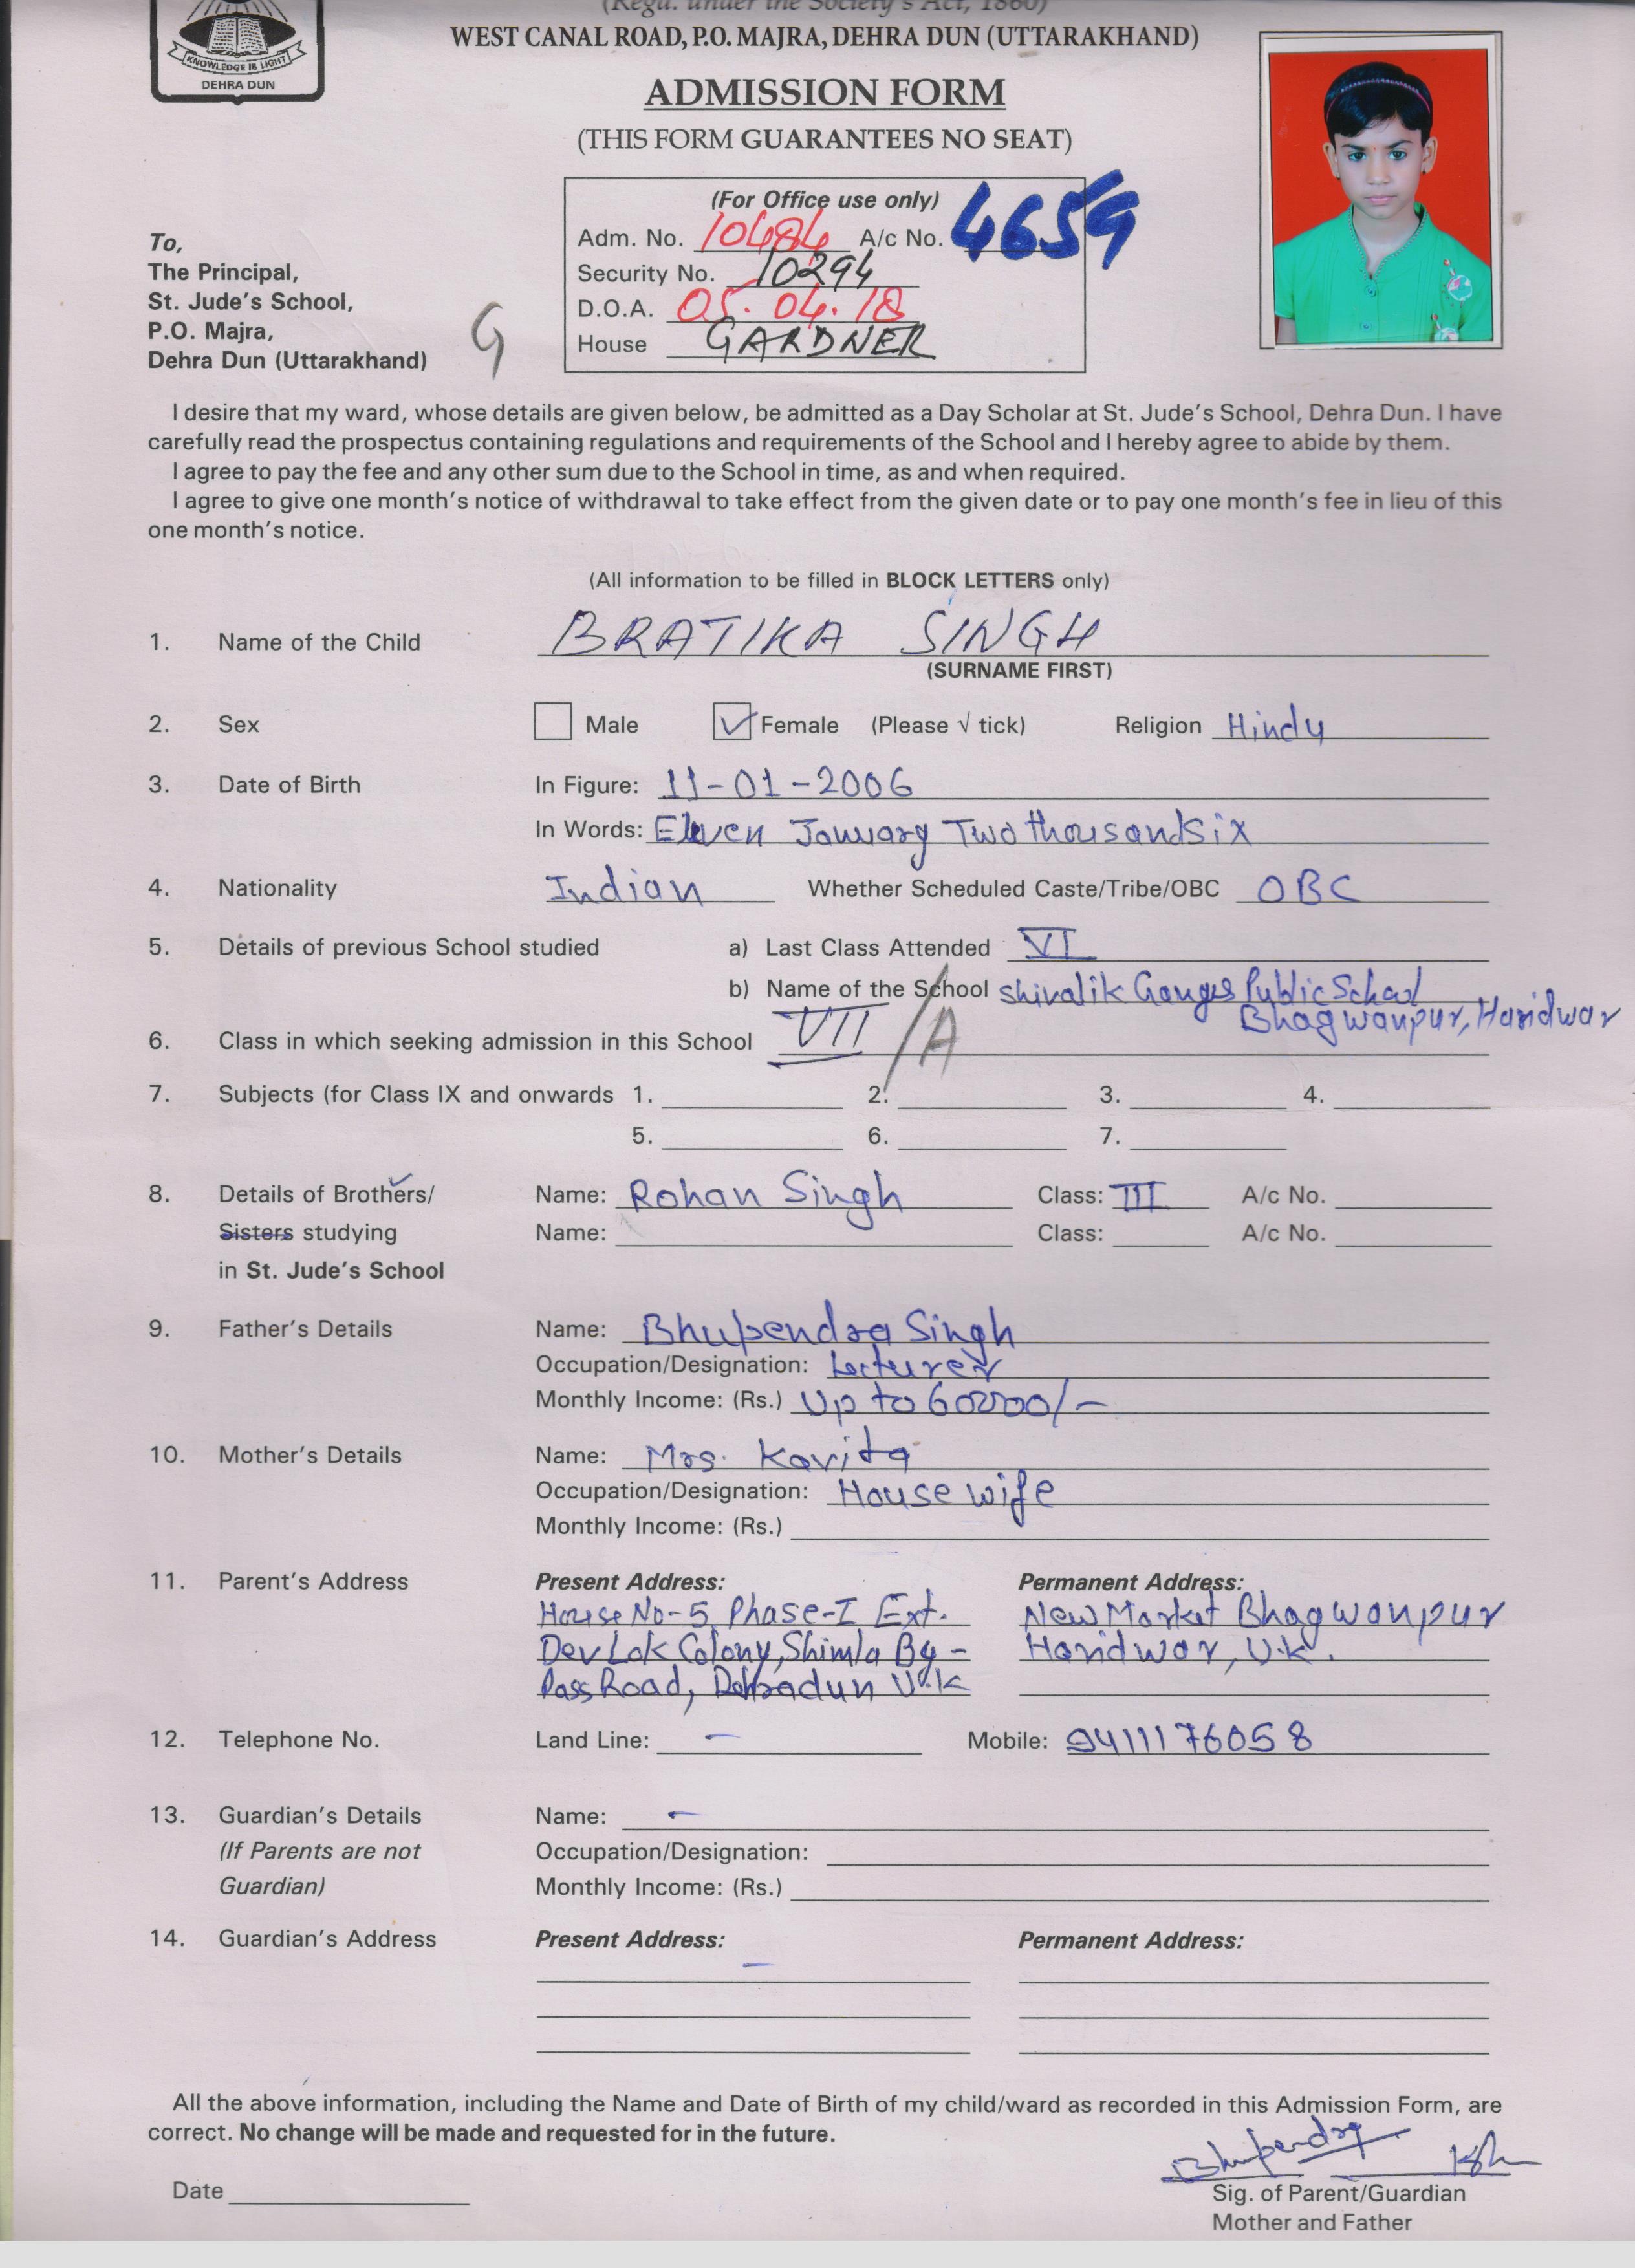 (Regd. under the Society's Act, 1860)
WEST CANAL ROAD, P.O. MAJRA, DEHRA DUN (UTTARAKHAND)
KNOWLEDGE IS LIGHT
DEHRA DUN
ADMISSION FORM
(THIS FORM GUARANTEES NO SEAT)
(For Office use only)
Adm. No. 10484 A/c No. 4659
Security No. 10294
D.O.A. 05.04.18
House GARDNER
To,
The Principal,
St. Jude's School,
P.O. Majra,
Dehra Dun (Uttarakhand)
G
I desire that my ward, whose details are given below, be admitted as a Day Scholar at St. Jude's School, Dehra Dun. I have
carefully read the prospectus containing regulations and requirements of the School and I hereby agree to abide by them.
I agree to pay the fee and any other sum due to the School in time, as and when required.
I agree to give one month's notice of withdrawal to take effect from the given date or to pay one month's fee in lieu of this
one month's notice.
(All information to be filled in BLOCK LETTERS only)
1. Name of the Child BRATIKA SINGH
(SURNAME FIRST)
2. Sex Male Female (Please √ tick) Religion Hindu
3. Date of Birth In Figure: 11-01-2006
In Words: Eleven January Two thousand six
4. Nationality Indian Whether Scheduled Caste/Tribe/OBC OBC
5. Details of previous School studied a) Last Class Attended VI
b) Name of the School Shivalik Ganges Public School
Bhagwanpur, Haridwar
6. Class in which seeking admission in this School VII /A
7. Subjects (for Class IX and onwards 1. 2. 3. 4.
5. 6. 7.
8. Details of Brothers/ Name: Rohan Singh Class: III A/c No.
Sisters studying Name: Class: A/c No.
in St. Jude's School
9. Father's Details Name: Bhupendra Singh
Occupation/Designation: Lecturer
Monthly Income: (Rs.) Up to 60000/-
10. Mother's Details Name: Mrs. Kavita
Occupation/Designation: House wife
Monthly Income: (Rs.)
11. Parent's Address Present Address: Permanent Address:
House No-5 Phase-I Ext. New Market Bhagwanpur
Dev Lok Colony, Shimla By- Haridwar, U.K.
Pass Road, Dehradun U.K
12. Telephone No. Land Line: - Mobile: 9411176058
13. Guardian's Details Name: -
(If Parents are not Occupation/Designation:
Guardian) Monthly Income: (Rs.)
14. Guardian's Address Present Address: Permanent Address:
-
All the above information, including the Name and Date of Birth of my child/ward as recorded in this Admission Form, are
correct. No change will be made and requested for in the future.
Bhupendra
Date
Sig. of Parent/Guardian
Mother and Father